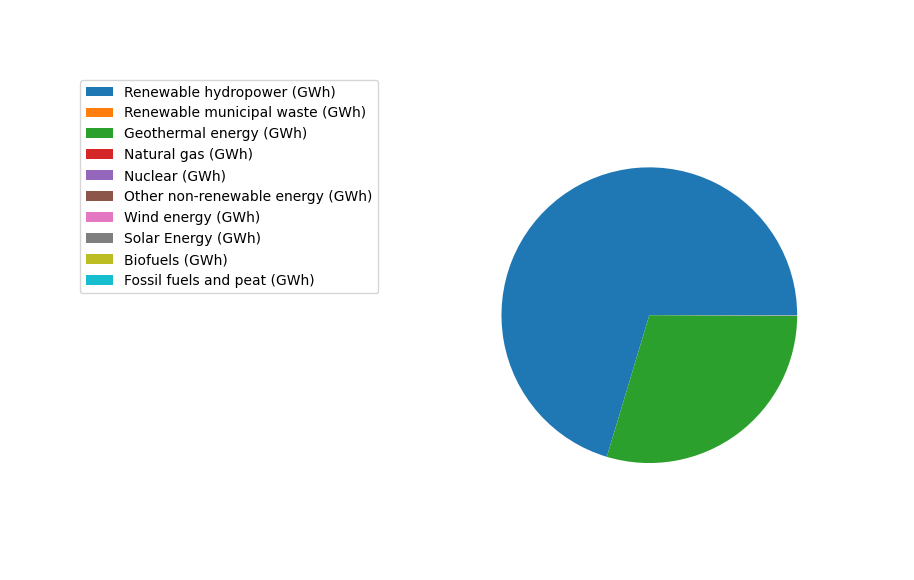 Renewable hydropower (GWh)
Renewable municipal waste (GWh)
Geothermal energy (GWh)
Natural gas (GWh)
Nuclear (GWh)
Other non-renewable energy (GWh)
Wind energy (GWh)
Solar Energy (GWh)
Biofuels (GWh)
Fossil fuels and peat (GWh)